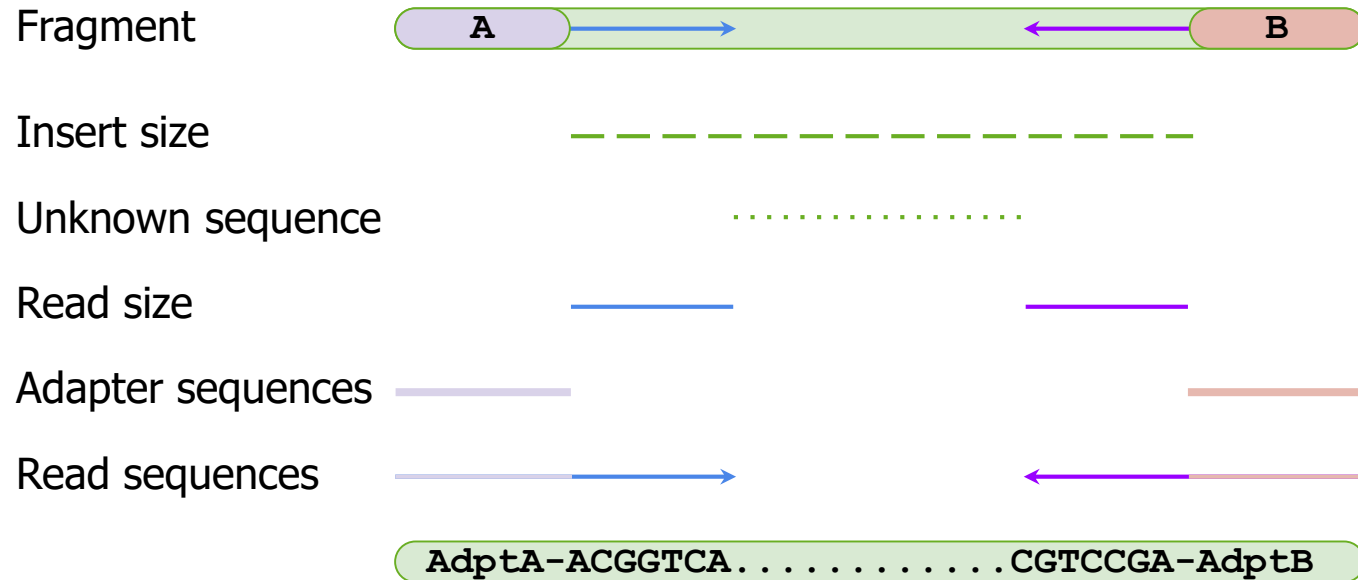 Fragment A B
Insert size
Unknown sequence
Read size
Adapter sequences
Read sequences
AdptA-ACGGTCA............CGTCCGA-AdptB